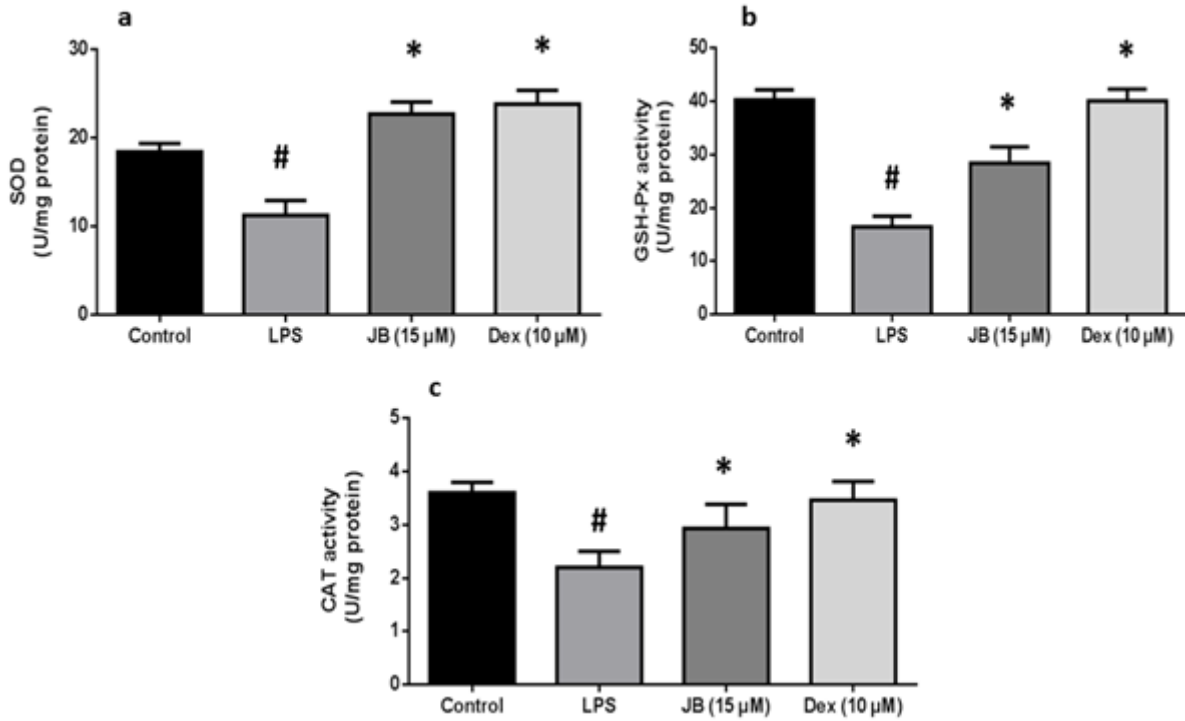 a
SOD
(U/mg protein)
30
20
10
0
*
*
#
Control LPS JB (15 µM) Dex (10 µM)
b
GSH-Px activity
(U/mg protein)
50
40
30
20
10
0
*
*
#
Control LPS JB (15 µM) Dex (10 µM)
c
CAT activity
(U/mg protein)
5
4
3
2
1
0
*
*
#
Control LPS JB (15 µM) Dex (10 µM)